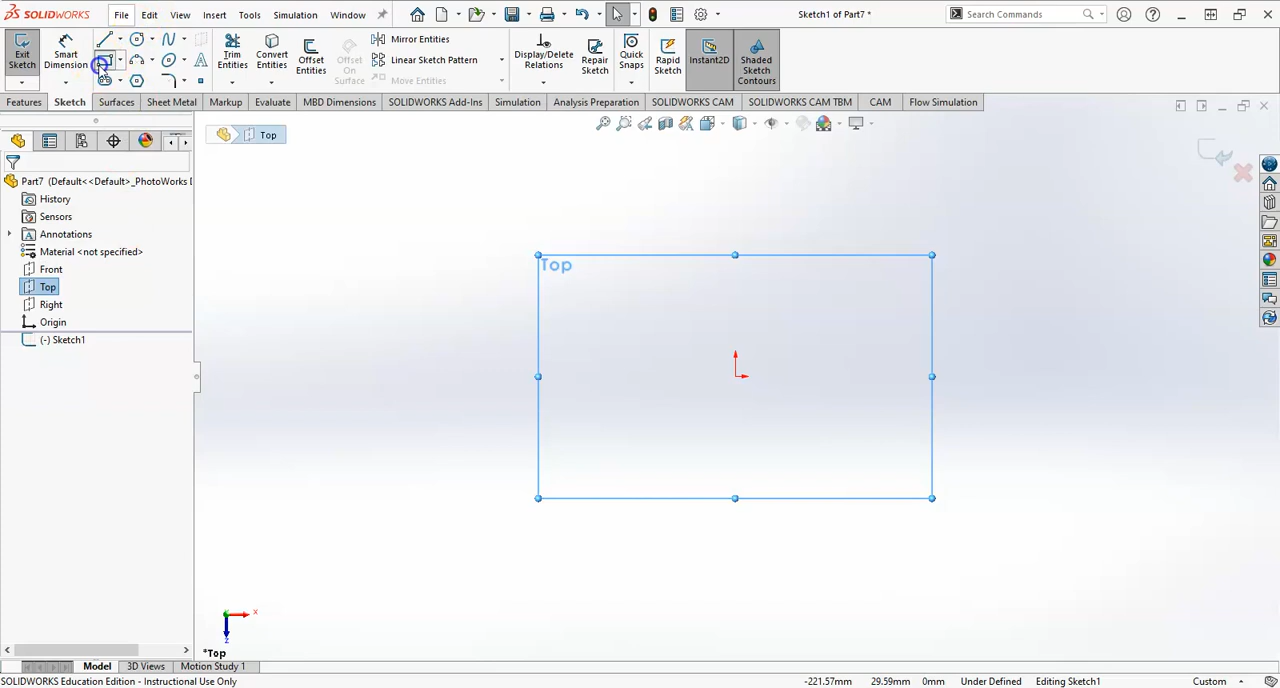 SOLIDWORKS File Edit View Insert Tools Simulation Window Sketch1 of Part7 * Search Commands
Exit Sketch Smart Dimension Trim Entities Convert Entities Offset Entities Offset On Surface Mirror Entities Linear Sketch Pattern Move Entities Display/Delete Relations Repair Sketch Quick Snaps Rapid Sketch Instant2D Shaded Sketch Contours
Features Sketch Surfaces Sheet Metal Markup Evaluate MBD Dimensions SOLIDWORKS Add-Ins Simulation Analysis Preparation SOLIDWORKS CAM SOLIDWORKS CAM TBM CAM Flow Simulation
Top
Part7 (Default<<Default>_PhotoWorks D
History
Sensors
Annotations
Material <not specified>
Front
Top
Right
Origin
(-) Sketch1
Top
x
z
*Top
Model 3D Views Motion Study 1
SOLIDWORKS Education Edition - Instructional Use Only -221.57mm 29.59mm 0mm Under Defined Editing Sketch1 Custom